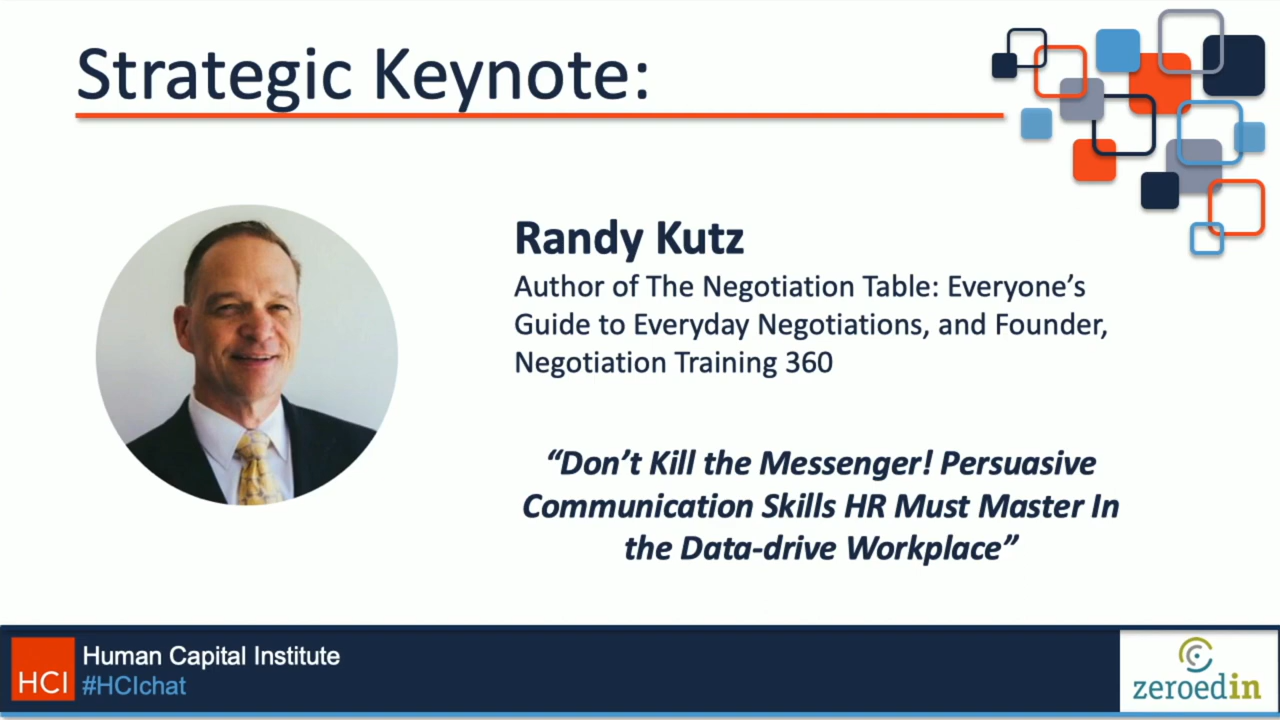 Strategic Keynote:
Randy Kutz
Author of The Negotiation Table: Everyone’s
Guide to Everyday Negotiations, and Founder,
Negotiation Training 360
“Don’t Kill the Messenger! Persuasive
Communication Skills HR Must Master In
the Data-drive Workplace”
HCI
Human Capital Institute
#HCIchat
zeroedin